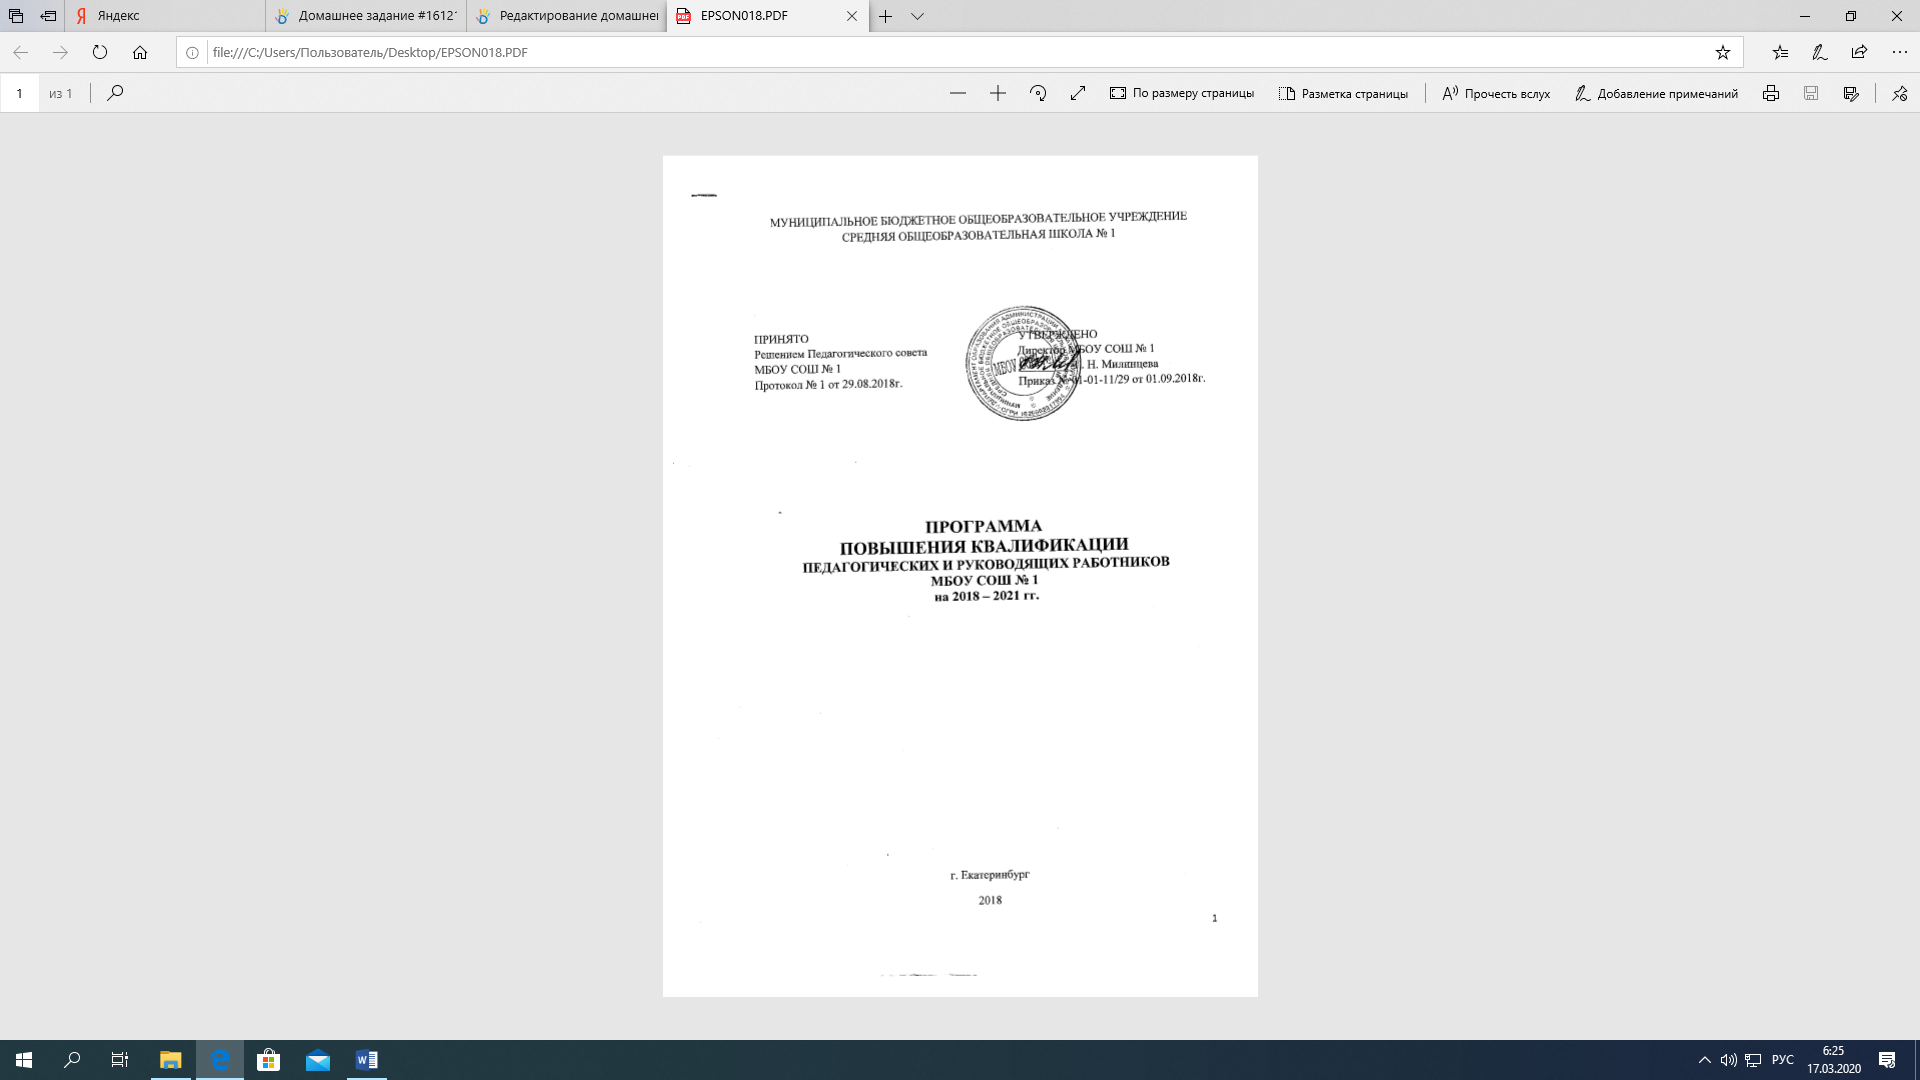 Яндекс
Домашнее задание #1612
Редактирование домашне
EPSON018.PDF
file:///C:/Users/Пользователь/Desktop/EPSON018.PDF
1 из 1
По размеру страницы
Разметка страницы
Прочесть вслух
Добавление примечаний
МУНИЦИПАЛЬНОЕ БЮДЖЕТНОЕ ОБЩЕОБРАЗОВАТЕЛЬНОЕ УЧРЕЖДЕНИЕ
СРЕДНЯЯ ОБЩЕОБРАЗОВАТЕЛЬНАЯ ШКОЛА № 1
ПРИНЯТО
Решением Педагогического совета
МБОУ СОШ № 1
Протокол № 1 от 29.08.2018г.
УТВЕРЖДЕНО
Директор МБОУ СОШ № 1
Н. Милинцева
Приказ № 01-01-11/29 от 01.09.2018г.
ПРОГРАММА
ПОВЫШЕНИЯ КВАЛИФИКАЦИИ
ПЕДАГОГИЧЕСКИХ И РУКОВОДЯЩИХ РАБОТНИКОВ
МБОУ СОШ № 1
на 2018 – 2021 гг.
г. Екатеринбург
2018
1
РУС
6:25
17.03.2020